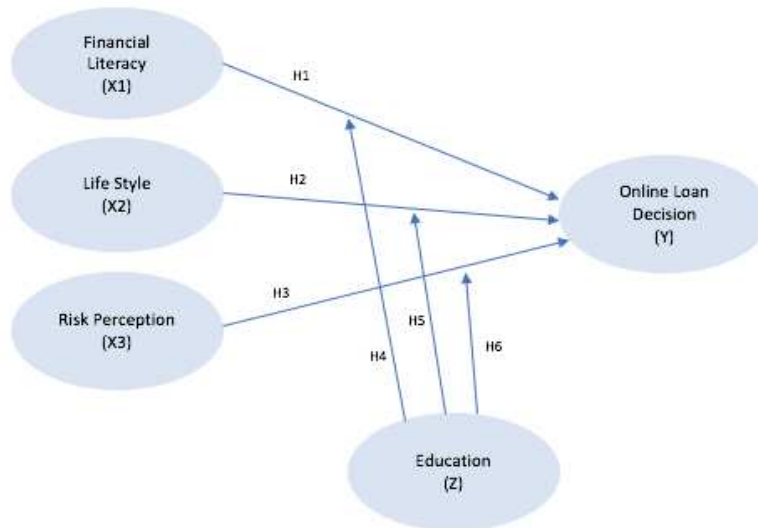 Financial
Literacy
(X1)
H1
Life Style
(X2)
H2
Online Loan
Decision
(Y)
Risk Perception
(X3)
H3
H4
H5
H6
Education
(Z)